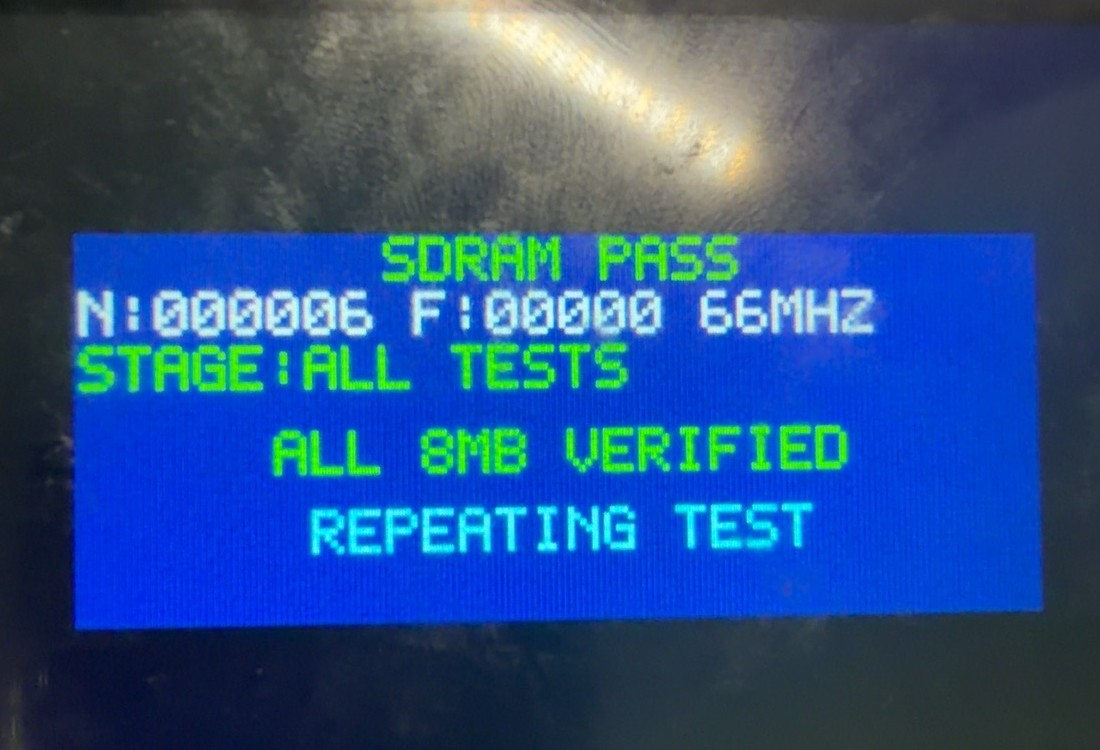 SDRAM PASS
N:000006 F:00000 66MHZ
STAGE:ALL TESTS
ALL 8MB VERIFIED
REPEATING TEST